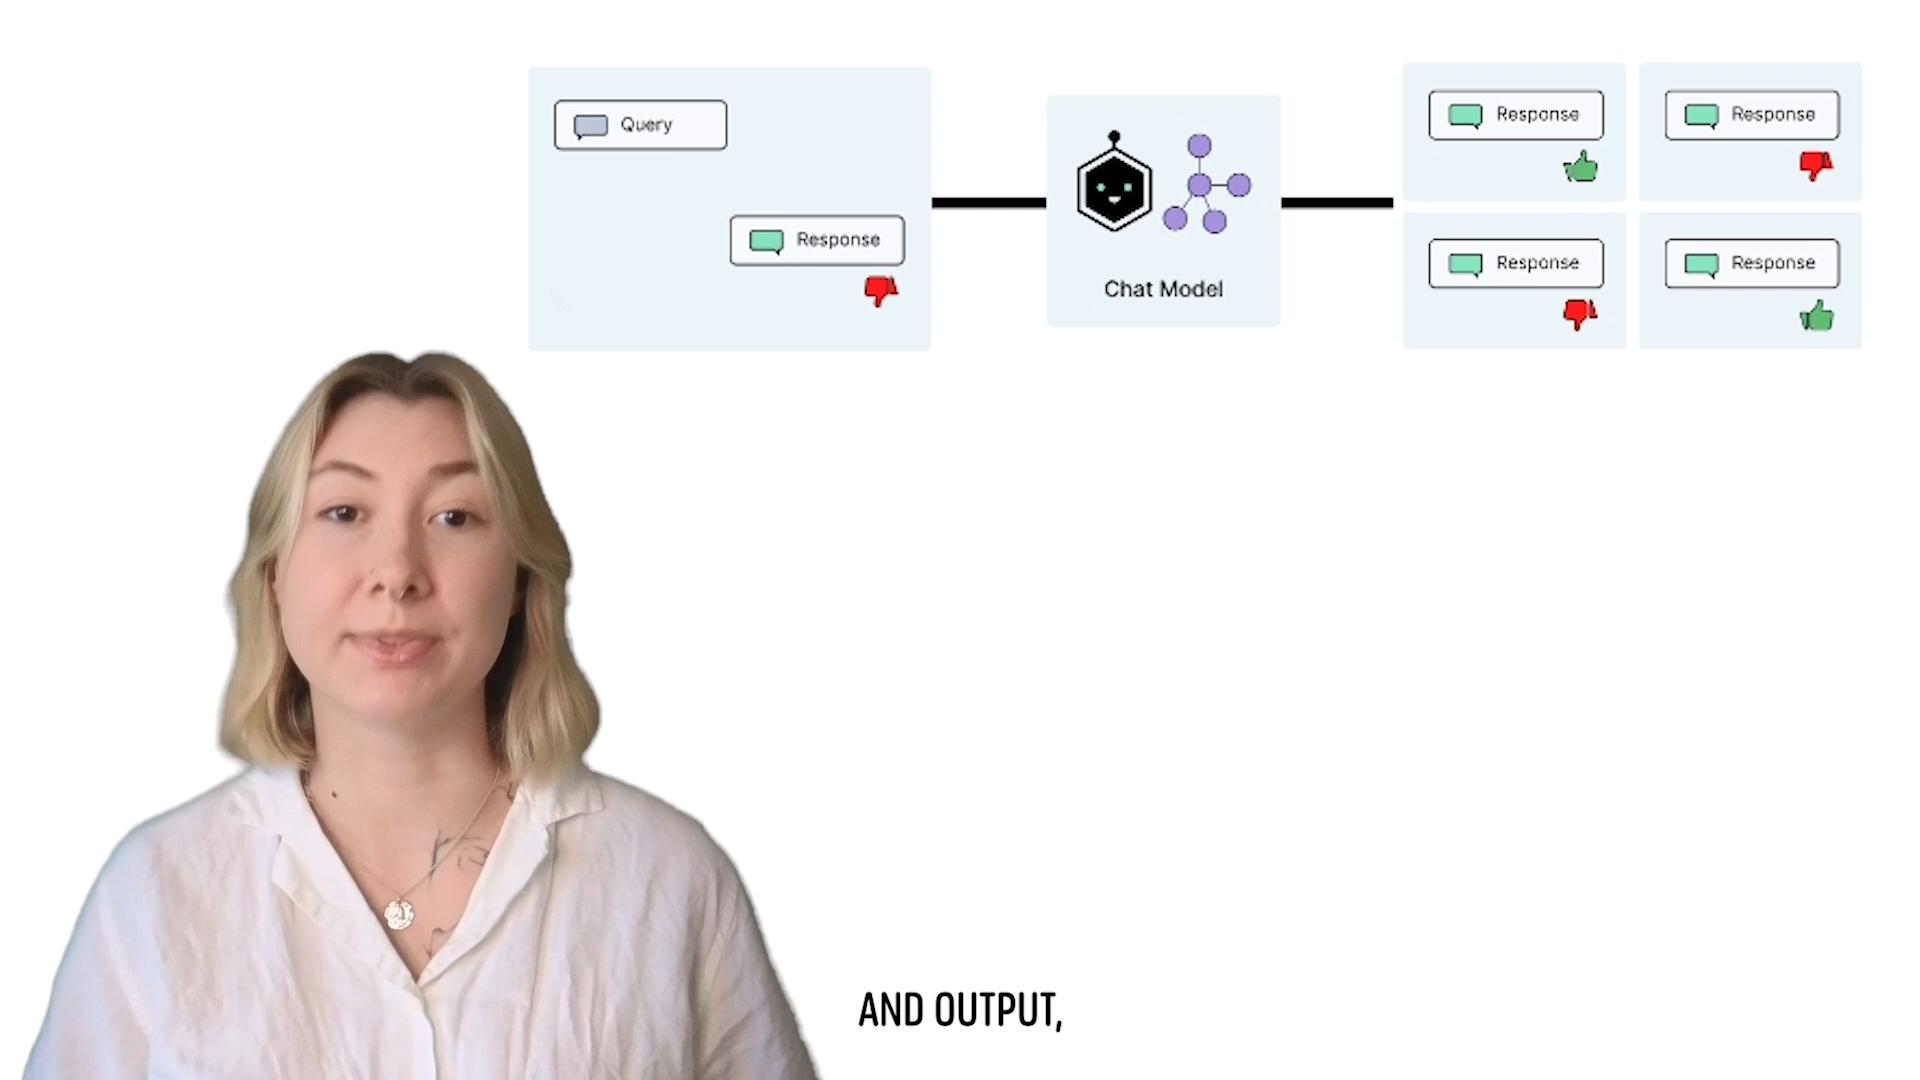 Query
Response
Chat Model
Response
Response
Response
Response
AND OUTPUT,